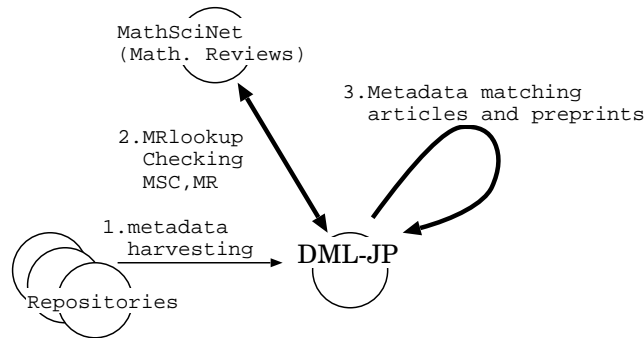 MathSciNet
(Math. Reviews)
3.Metadata matching
articles and preprints
2.MRlookup
Checking
MSC,MR
1.metadata
harvesting
DML-JP
Repositories